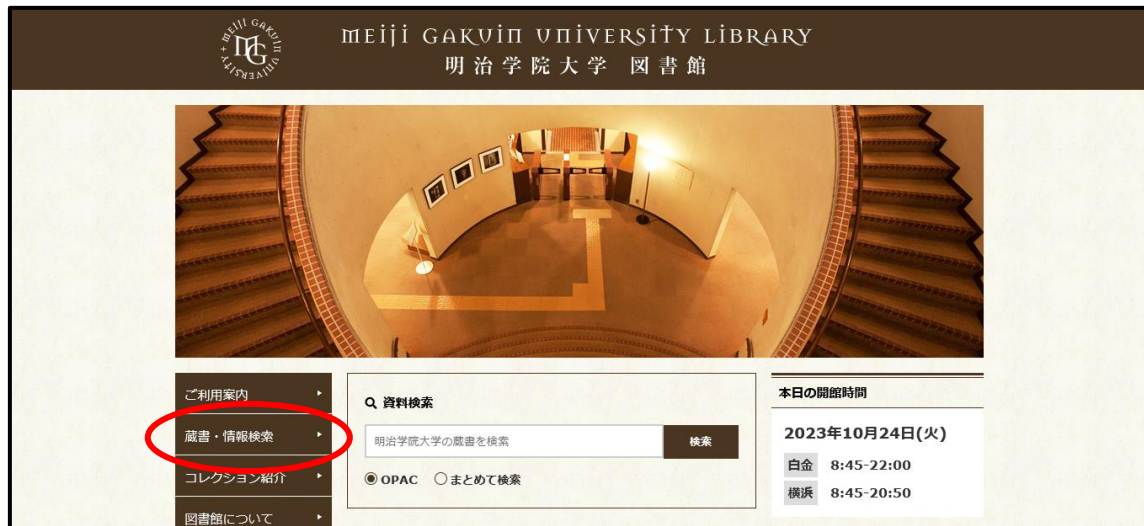 MEIJI GAKUIN UNIVERSITY
MG
MEIJI GAKUIN UNIVERSITY LIBRARY
明治学院大学 図書館
ご利用案内
蔵書・情報検索
コレクション紹介
図書館について
資料検索
明治学院大学の蔵書を検索
検索
OPAC まとめて検索
本日の開館時間
2023年10月24日(火)
白金 8:45-22:00
横浜 8:45-20:50